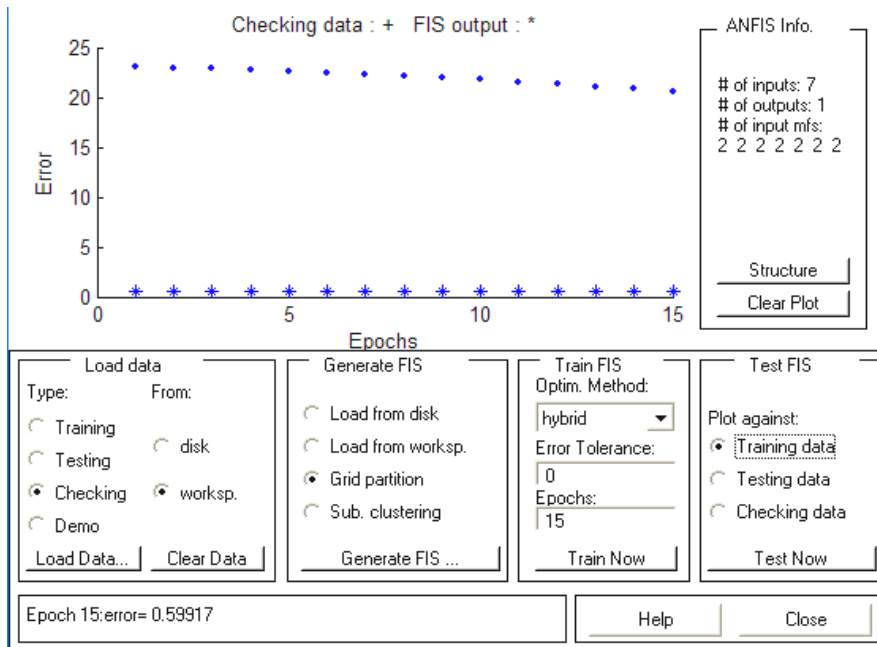 Checking data : + FIS output : *
25
20
15
10
5
0
Error
0
5
10
15
Epochs
ANFIS Info.
# of inputs: 7
# of outputs: 1
# of input mfs:
2 2 2 2 2 2 2
Structure
Clear Plot
Load data
Type:
From:
Training
Testing
Checking
Demo
disk
worksp.
Load Data...
Clear Data
Generate FIS
Load from disk
Load from worksp.
Grid partition
Sub. clustering
Generate FIS ...
Train FIS
Optim. Method:
hybrid
Error Tolerance:
0
Epochs:
15
Train Now
Test FIS
Plot against:
Training data
Testing data
Checking data
Test Now
Epoch 15:error= 0.59917
Help
Close